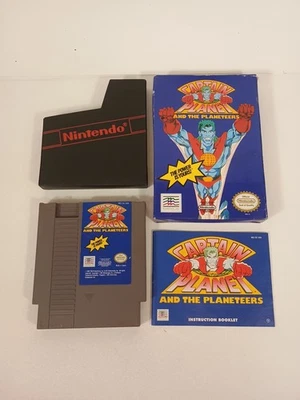 Nintendo®
CAPTAIN
PLANET
AND THE PLANETEERS
THE POWER
IS YOURS!
CAPTAIN
PLANET
AND THE PLANETEERS
CAPTAIN
PLANET
AND THE PLANETEERS
INSTRUCTION BOOKLET